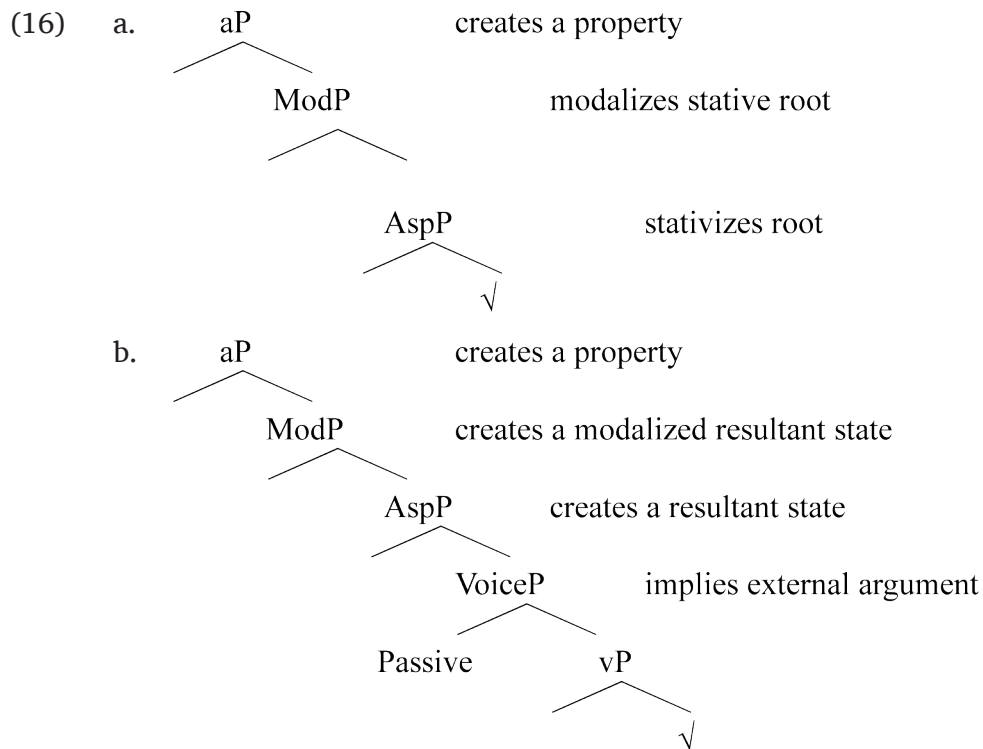 (16) a. aP creates a property
ModP modalizes stative root
AspP stativizes root
√
b. aP creates a property
ModP creates a modalized resultant state
AspP creates a resultant state
VoiceP implies external argument
Passive vP
√